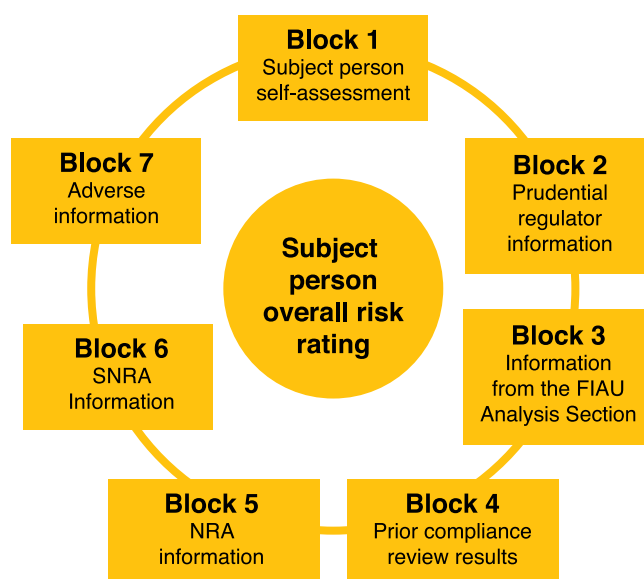 Block 1
Subject person
self-assessment
Block 2
Prudential
regulator
information
Block 3
Information
from the FIAU
Analysis Section
Block 4
Prior compliance
review results
Block 5
NRA
information
Block 6
SNRA
Information
Block 7
Adverse
information
Subject
person
overall risk
rating